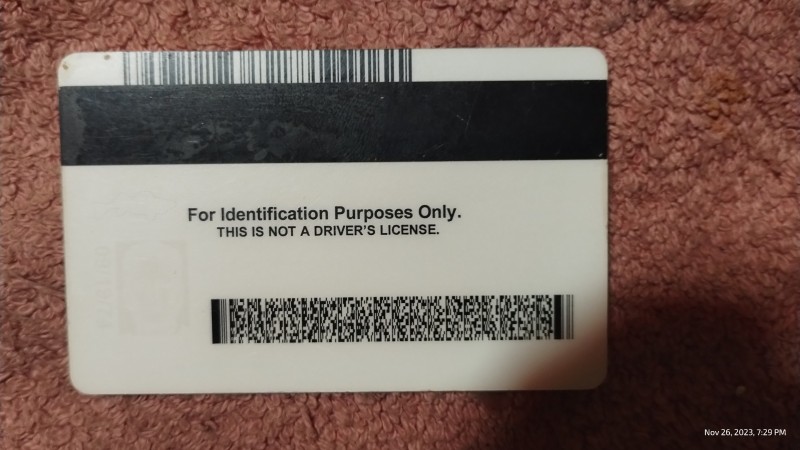 For Identification Purposes Only.
THIS IS NOT A DRIVER'S LICENSE.
Nov 26, 2023, 7:29 PM